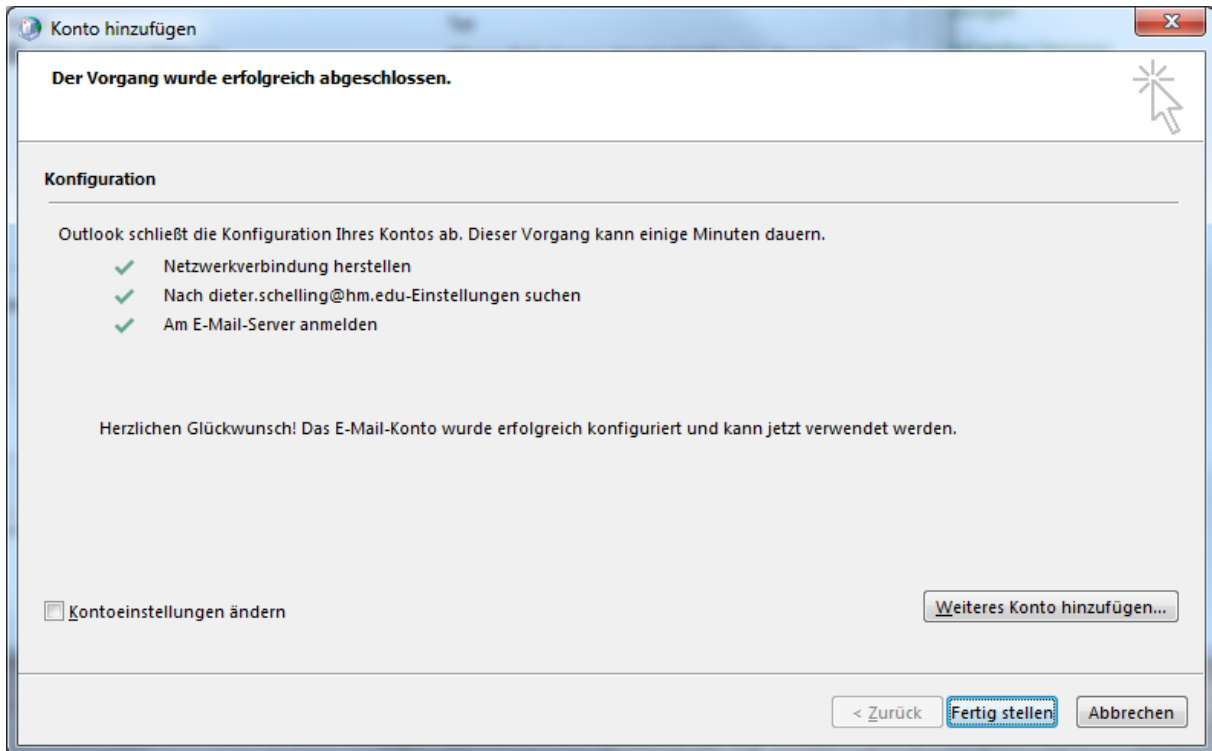 Konto hinzufügen
Der Vorgang wurde erfolgreich abgeschlossen.
Konfiguration
Outlook schließt die Konfiguration Ihres Kontos ab. Dieser Vorgang kann einige Minuten dauern.
Netzwerkverbindung herstellen
Nach dieter.schelling@hm.edu-Einstellungen suchen
Am E-Mail-Server anmelden
Herzlichen Glückwunsch! Das E-Mail-Konto wurde erfolgreich konfiguriert und kann jetzt verwendet werden.
Kontoeinstellungen ändern
Weiteres Konto hinzufügen...
< Zurück
Fertig stellen
Abbrechen